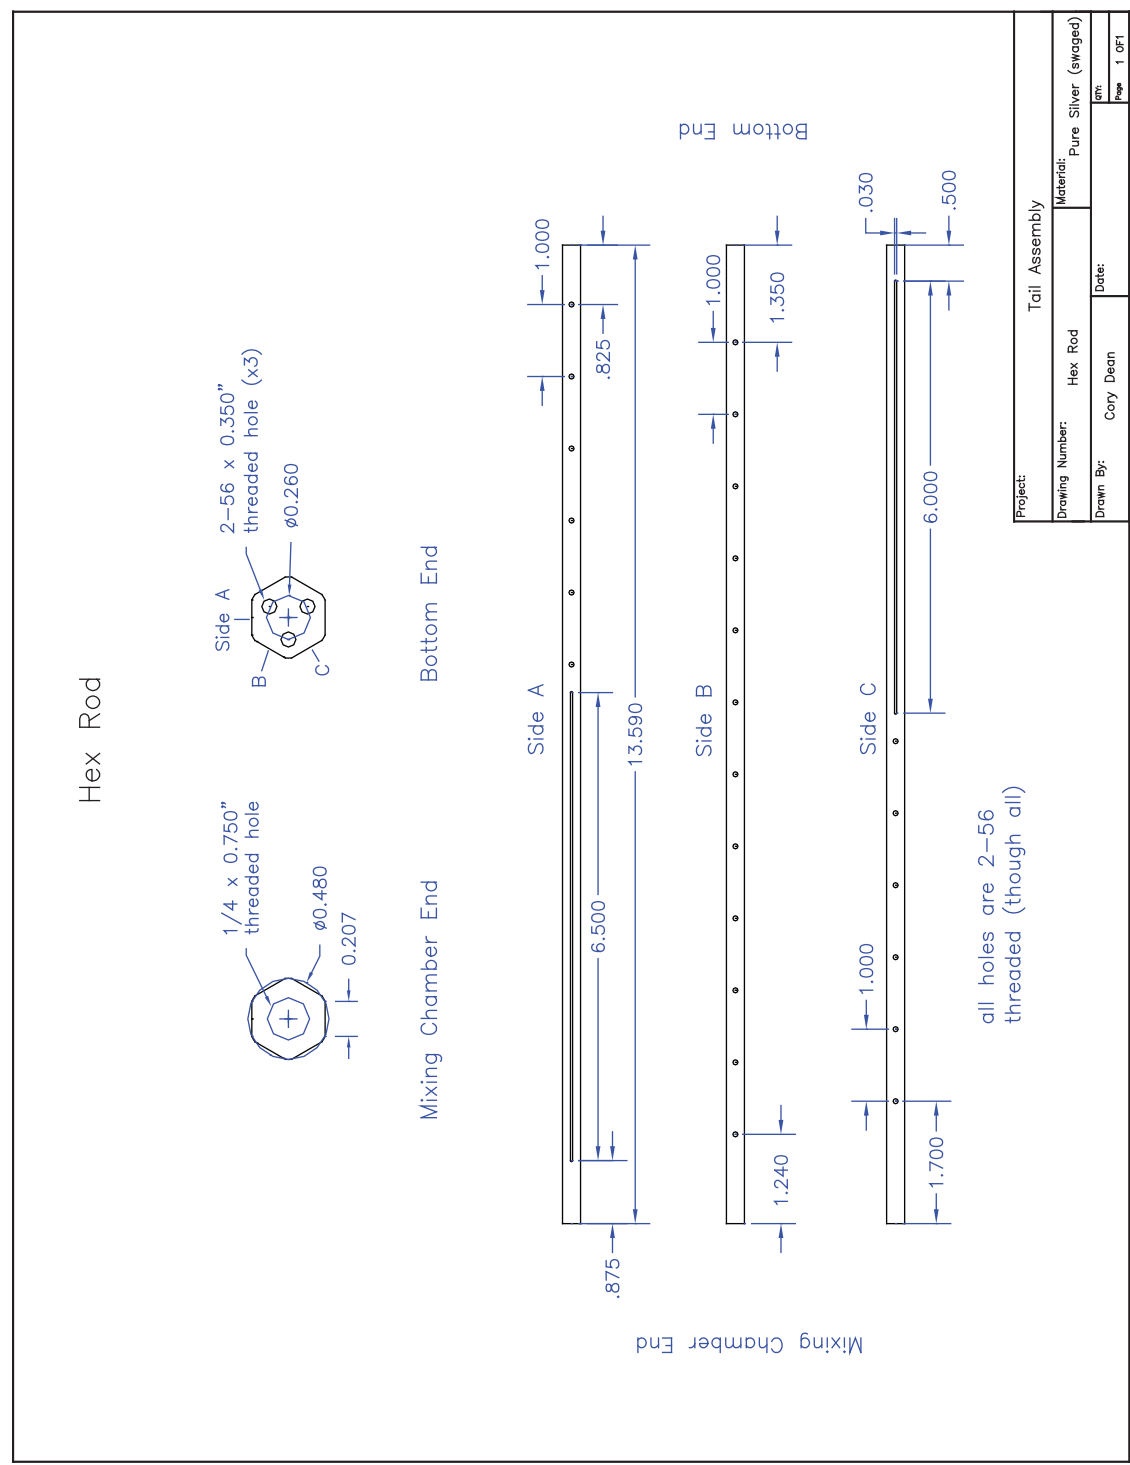 Hex Rod
1/4 x 0.750"
threaded hole
ø0.480
0.207
Mixing Chamber End
Side A
B
C
2-56 x 0.350"
threaded hole (x3)
ø0.260
Bottom End
Side A
1.000
.825
6.500
13.590
.875
Side B
1.000
1.350
1.240
Side C
.030
.500
6.000
1.000
1.700
all holes are 2-56
threaded (though all)
Mixing Chamber End
Bottom End
Project:
Tail Assembly
Drawing Number:
Hex Rod
Material:
Pure Silver (swaged)
Drawn By:
Cory Dean
Date:
QTY:
Page 1 OF1